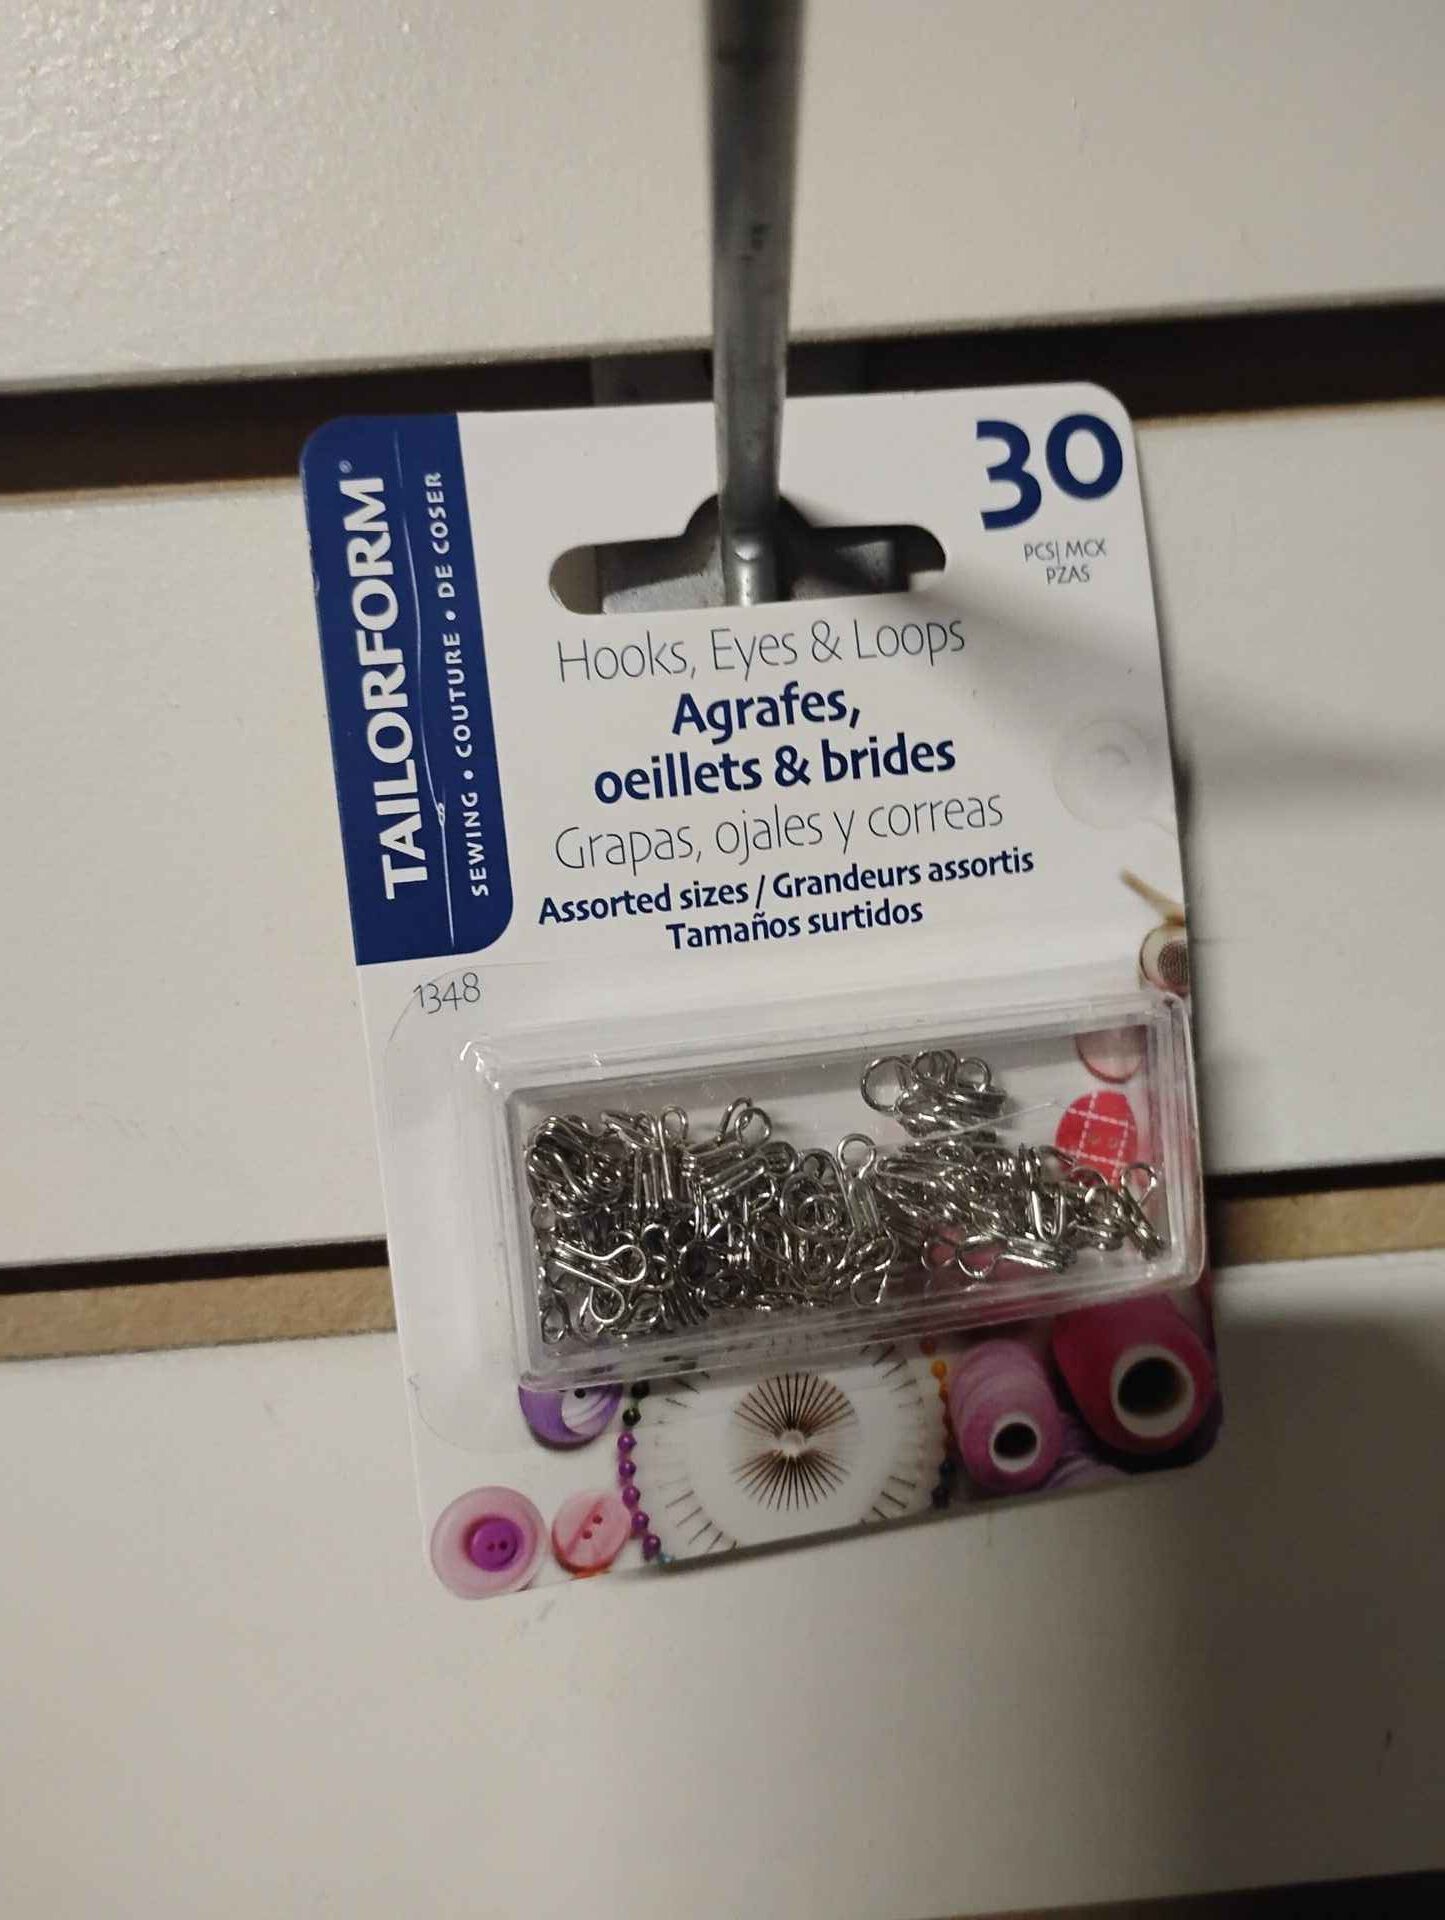 TAILORFORM®
SEWING • COUTURE • DE COSER
30
PCS| MCX
PZAS
Hooks, Eyes & Loops
Agrafes,
oeillets & brides
Grapas, ojales y correas
Assorted sizes / Grandeurs assortis
Tamaños surtidos
1348